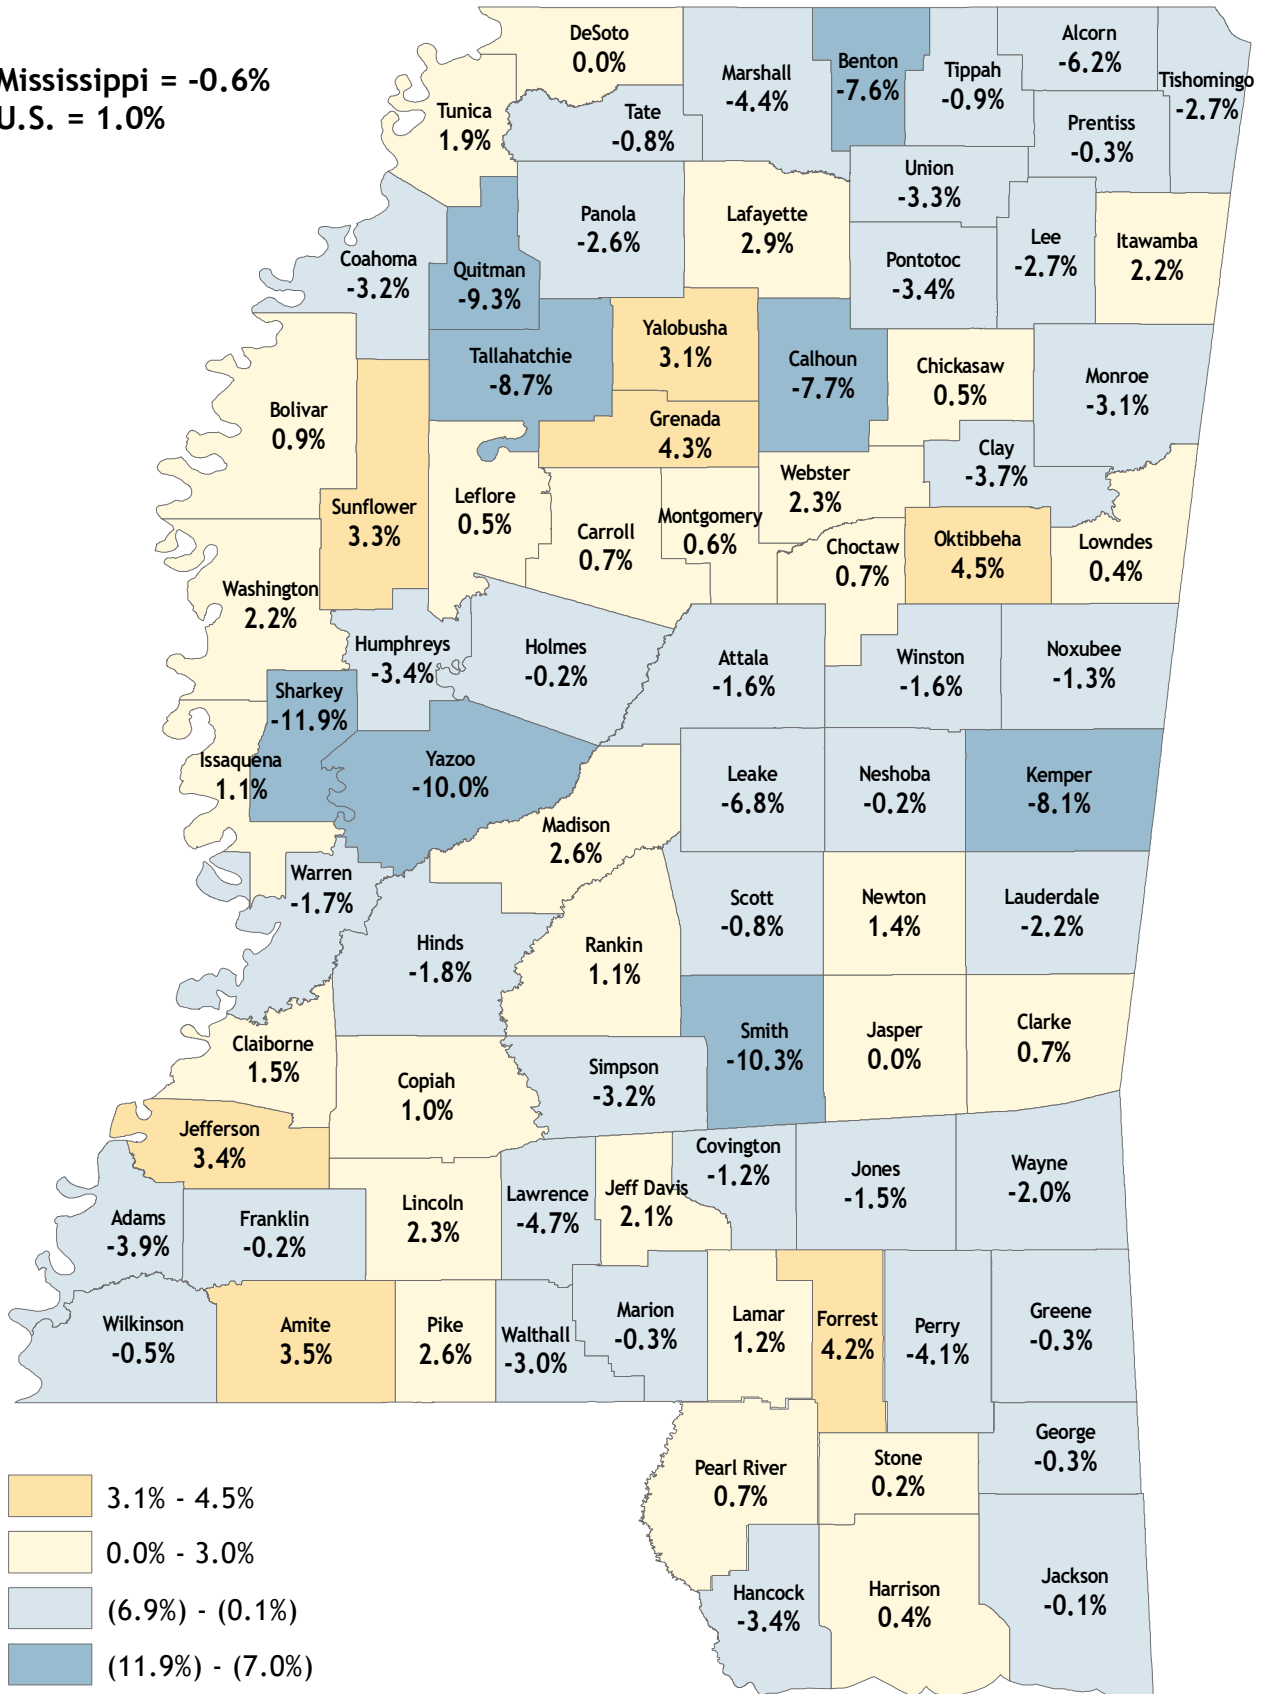 Mississippi = -0.6%
U.S. = 1.0%
DeSoto
0.0%
Marshall
-4.4%
Benton
-7.6%
Tippah
-0.9%
Alcorn
-6.2%
Tishomingo
-2.7%
Tunica
1.9%
Tate
-0.8%
Prentiss
-0.3%
Union
-3.3%
Panola
-2.6%
Lafayette
2.9%
Coahoma
-3.2%
Quitman
-9.3%
Pontotoc
-3.4%
Lee
-2.7%
Itawamba
2.2%
Tallahatchie
-8.7%
Yalobusha
3.1%
Calhoun
-7.7%
Chickasaw
0.5%
Monroe
-3.1%
Bolivar
0.9%
Grenada
4.3%
Clay
-3.7%
Sunflower
3.3%
Leflore
0.5%
Carroll
0.7%
Montgomery
0.6%
Webster
2.3%
Choctaw
0.7%
Oktibbeha
4.5%
Lowndes
0.4%
Washington
2.2%
Humphreys
-3.4%
Holmes
-0.2%
Attala
-1.6%
Winston
-1.6%
Noxubee
-1.3%
Sharkey
-11.9%
Issaquena
1.1%
Yazoo
-10.0%
Leake
-6.8%
Neshoba
-0.2%
Kemper
-8.1%
Madison
2.6%
Warren
-1.7%
Hinds
-1.8%
Rankin
1.1%
Scott
-0.8%
Newton
1.4%
Lauderdale
-2.2%
Claiborne
1.5%
Copiah
1.0%
Simpson
-3.2%
Smith
-10.3%
Jasper
0.0%
Clarke
0.7%
Jefferson
3.4%
Adams
-3.9%
Franklin
-0.2%
Lincoln
2.3%
Lawrence
-4.7%
Jeff Davis
2.1%
Covington
-1.2%
Jones
-1.5%
Wayne
-2.0%
Wilkinson
-0.5%
Amite
3.5%
Pike
2.6%
Walthall
-3.0%
Marion
-0.3%
Lamar
1.2%
Forrest
4.2%
Perry
-4.1%
Greene
-0.3%
George
-0.3%
Pearl River
0.7%
Stone
0.2%
Hancock
-3.4%
Harrison
0.4%
Jackson
-0.1%
3.1% - 4.5%
0.0% - 3.0%
(6.9%) - (0.1%)
(11.9%) - (7.0%)